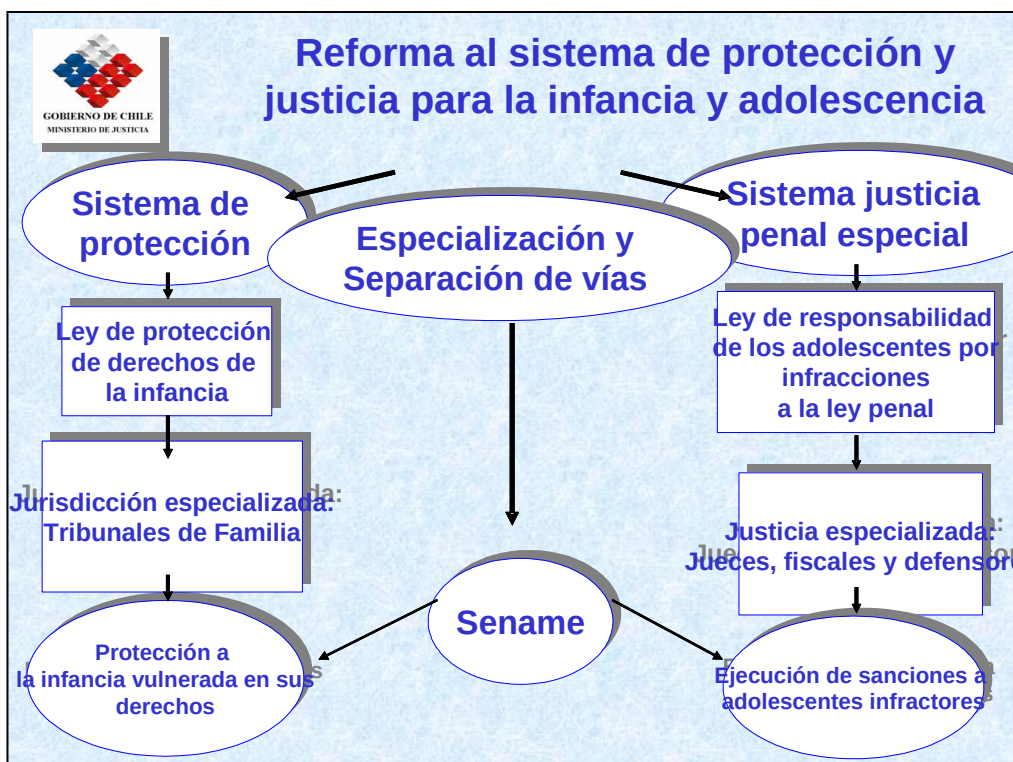 GOBIERNO DE CHILE
MINISTERIO DE JUSTICIA
Reforma al sistema de protección y
justicia para la infancia y adolescencia
Sistema de
protección
Especialización y
Separación de vías
Sistema justicia
penal especial
Ley de protección
de derechos de
la infancia
Ley de responsabilidad
de los adolescentes por
infracciones
a la ley penal
Jurisdicción especializada:
Tribunales de Familia
Justicia especializada:
Jueces, fiscales y defensore
Sename
Protección a
la infancia vulnerada en sus
derechos
Ejecución de sanciones a
adolescentes infractores